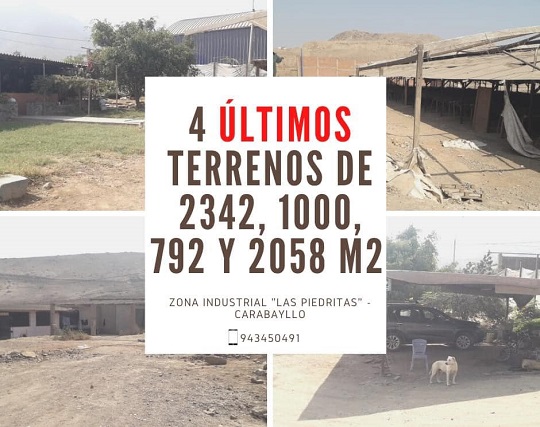 4 ÚLTIMOS
TERRENOS DE
2342, 1000,
792 Y 2058 M2
ZONA INDUSTRIAL "LAS PIEDRITAS" -
CARABAYLLO
943450491